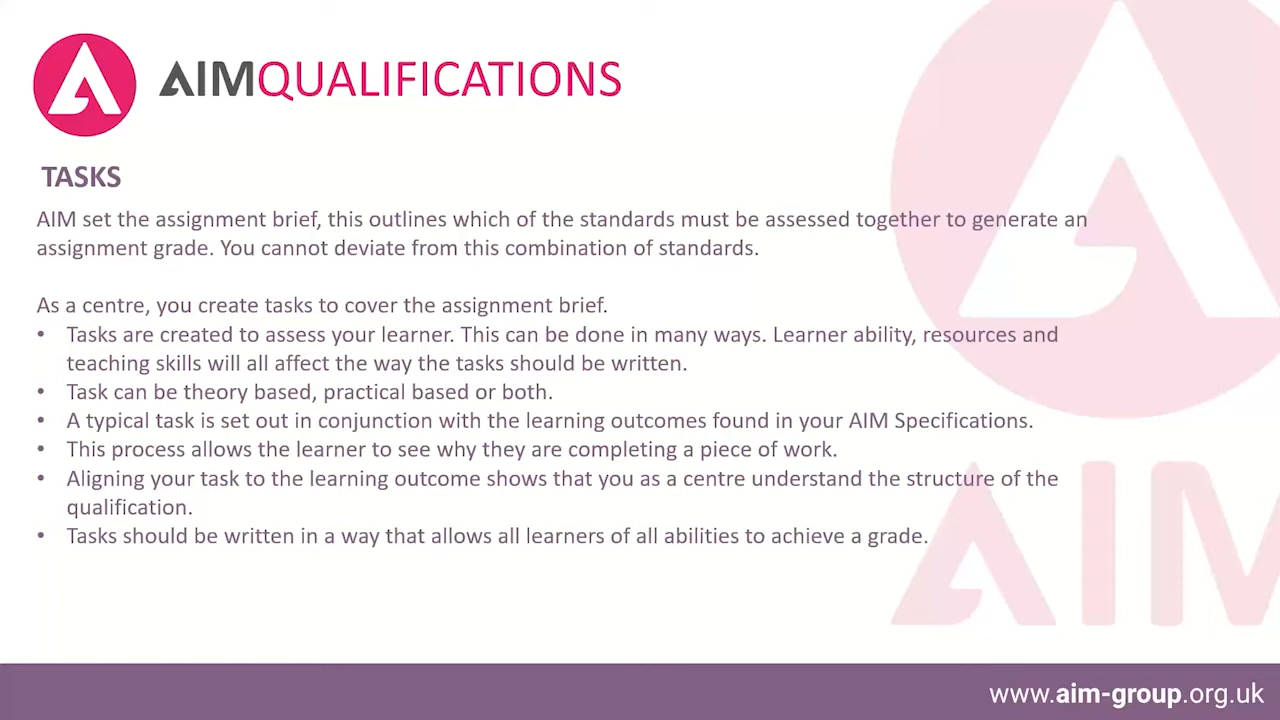 AIMQUALIFICATIONS
TASKS
AIM set the assignment brief, this outlines which of the standards must be assessed together to generate an
assignment grade. You cannot deviate from this combination of standards.
As a centre, you create tasks to cover the assignment brief.
• Tasks are created to assess your learner. This can be done in many ways. Learner ability, resources and
teaching skills will all affect the way the tasks should be written.
• Task can be theory based, practical based or both.
• A typical task is set out in conjunction with the learning outcomes found in your AIM Specifications.
• This process allows the learner to see why they are completing a piece of work.
• Aligning your task to the learning outcome shows that you as a centre understand the structure of the
qualification.
• Tasks should be written in a way that allows all learners of all abilities to achieve a grade.
AIM
www.aim-group.org.uk